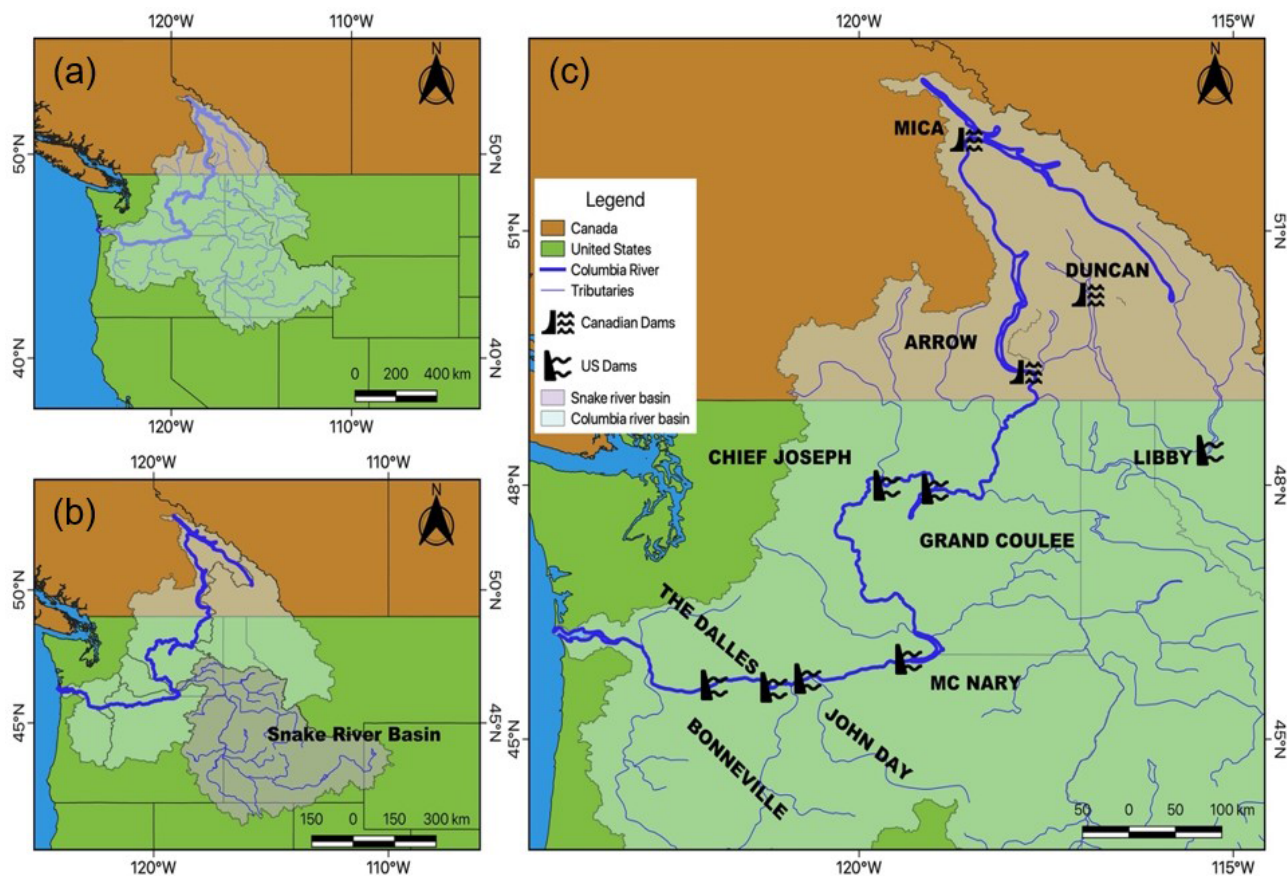 120°W
110°W
(a)
N
50°N
50°N
40°N
40°N
0 200 400 km
120°W
110°W
120°W
110°W
(b)
N
50°N
50°N
45°N
45°N
Snake River Basin
150 0 150 300 km
120°W
110°W
120°W
115°W
(c)
N
MICA
Legend
Canada
United States
Columbia River
Tributaries
Canadian Dams
US Dams
Snake river basin
Columbia river basin
51°N
51°N
DUNCAN
ARROW
CHIEF JOSEPH
LIBBY
48°N
48°N
GRAND COULEE
THE DALLES
MC NARY
JOHN DAY
BONNEVILLE
45°N
45°N
50 0 50 100 km
120°W
115°W